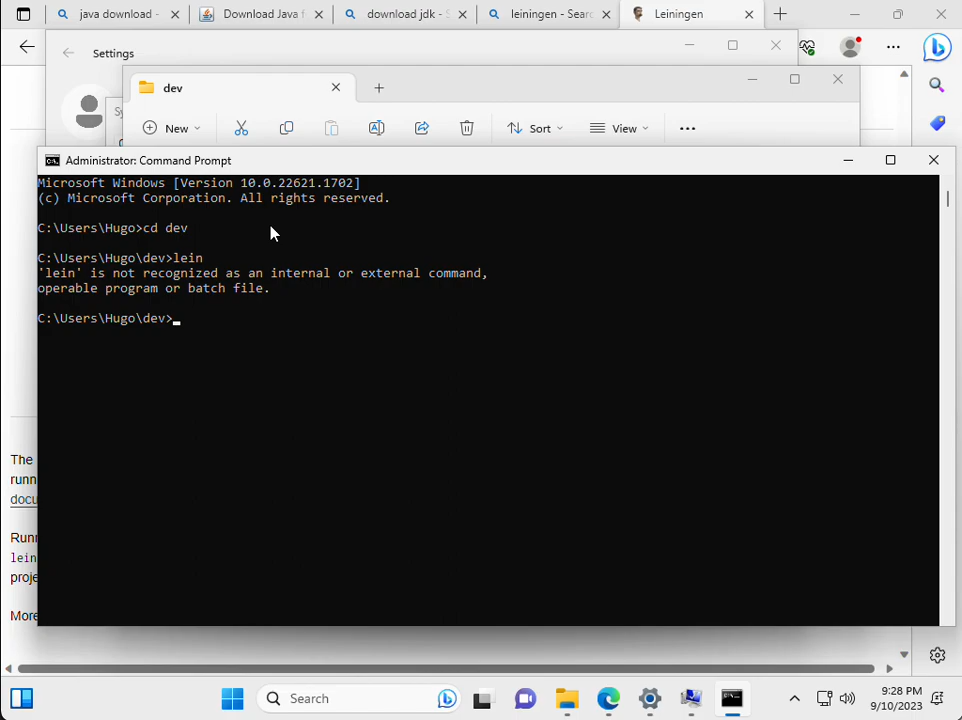 java download -
Download Java f
download jdk - S
leiningen - Sear
Leiningen
Settings
dev
New
Sort
View
Administrator: Command Prompt
Microsoft Windows [Version 10.0.22621.1702]
(c) Microsoft Corporation. All rights reserved.
C:\Users\Hugo>cd dev
C:\Users\Hugo\dev>lein
'lein' is not recognized as an internal or external command,
operable program or batch file.
C:\Users\Hugo\dev>
The
runn
docu
Runn
lein
proje
More
Search
9:28 PM
9/10/2023